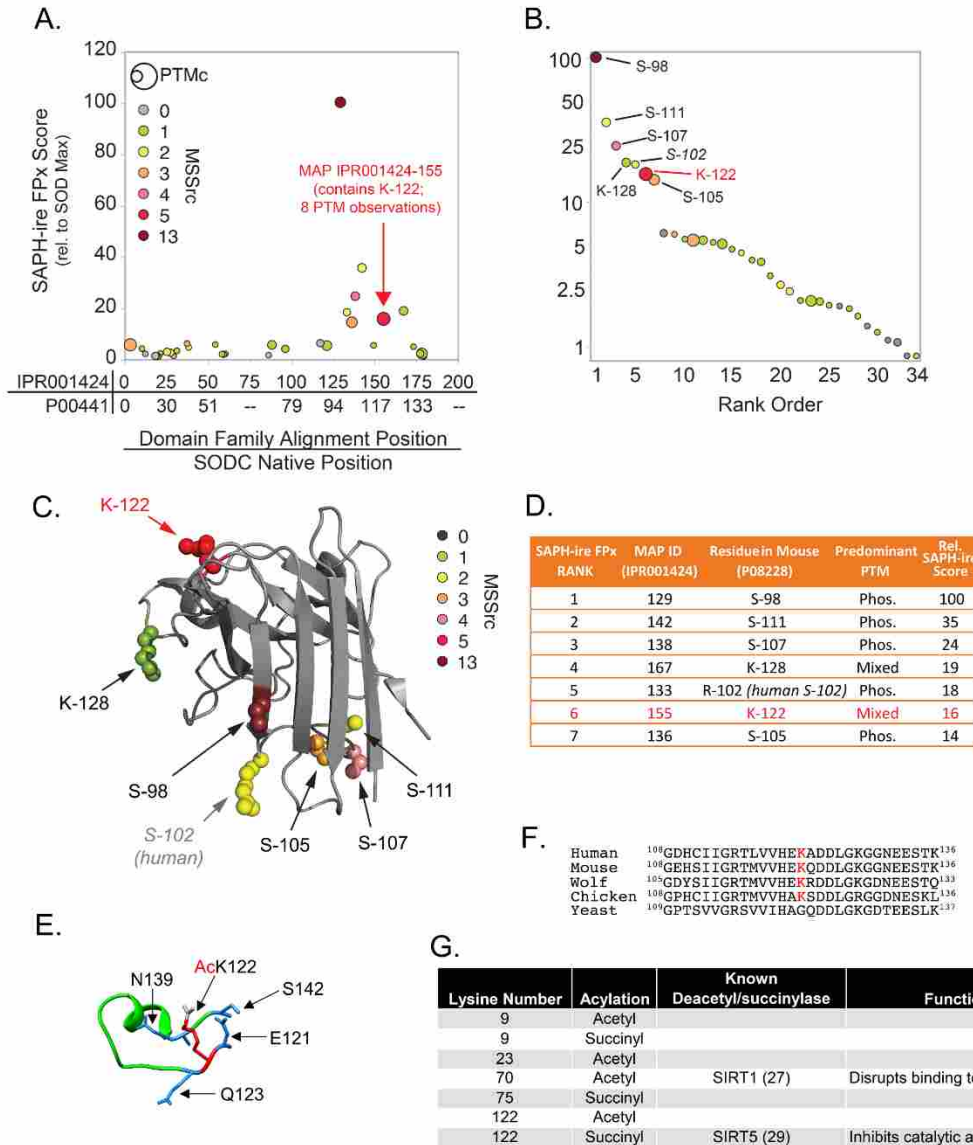 A.
120
100
80
60
40
20
0
SAPH-ire FPx Score
(rel. to SOD Max)
PTMc
0
1
2
3
4
5
13
MSSrc
MAP IPR001424-155
(contains K-122;
8 PTM observations)
IPR001424 0 25 50 75 100 125 150 175 200
P00441 0 30 51 -- 79 94 117 133 --
Domain Family Alignment Position
SODC Native Position
B.
100
50
25
10
5
2.5
1
S-98
S-111
S-107
S-102
K-128
K-122
S-105
1 5 10 20 30 34
Rank Order
C.
K-122
K-128
S-98
S-102
(human)
S-105
S-107
S-111
0
1
2
3
4
5
13
MSSrc
D.
SAPH-ire FPx RANK MAP ID (IPR001424) Residue in Mouse (P08228) Predominant PTM Rel. SAPH-ire Score
1 129 S-98 Phos. 100
2 142 S-111 Phos. 35
3 138 S-107 Phos. 24
4 167 K-128 Mixed 19
5 133 R-102 (human S-102) Phos. 18
6 155 K-122 Mixed 16
7 136 S-105 Phos. 14
E.
N139
AcK122
S142
E121
Q123
F.
Human 108GDHCIIGRTLVVHEKADDLGKGGNEESTK136
Mouse 108GEHSIIGRTMVVHEKQDDLGKGGNEESTK136
Wolf 105GDYSIIGRTMVVHEKRDDLGKGDNEESTQ133
Chicken 108GPHCIIGRTMVVHAKSDDLGRGGDNESKL136
Yeast 109GPTSVVGRSVVIHAGQDDLGKGDTEESLK137
G.
Lysine Number Acylation Known Deacetyl/succinylase Functio
9 Acetyl
9 Succinyl
23 Acetyl
70 Acetyl SIRT1 (27) Disrupts binding to
75 Succinyl
122 Acetyl
122 Succinyl SIRT5 (29) Inhibits catalytic a